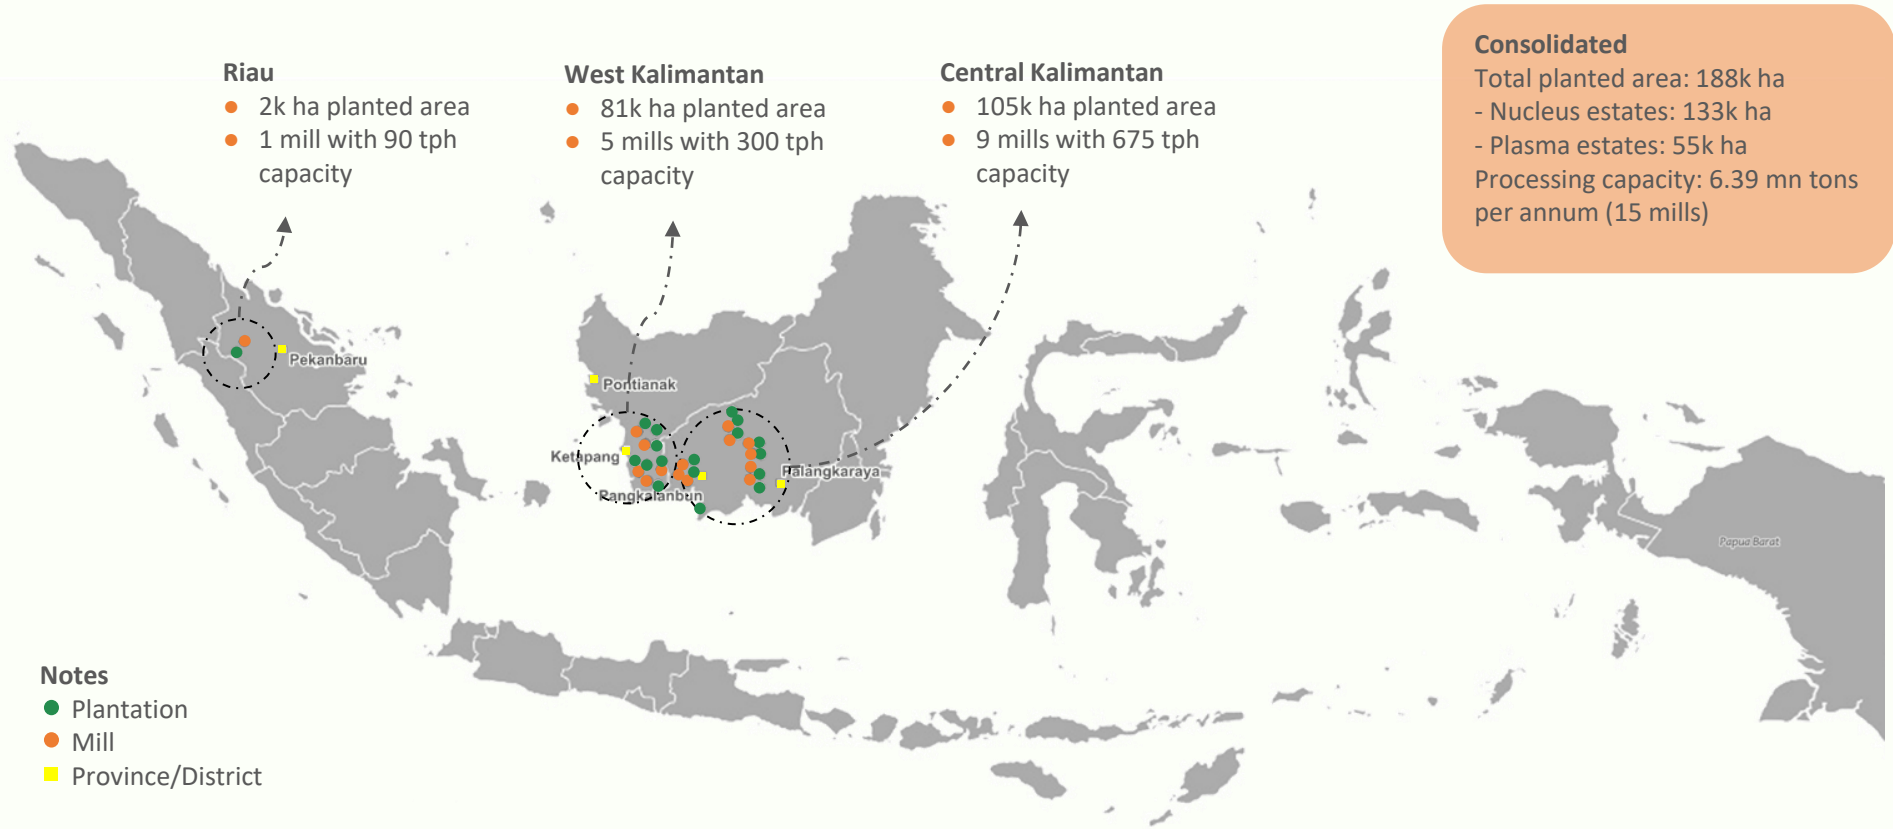 Riau
2k ha planted area
1 mill with 90 tph
capacity
West Kalimantan
81k ha planted area
5 mills with 300 tph
capacity
Central Kalimantan
105k ha planted area
9 mills with 675 tph
capacity
Consolidated
Total planted area: 188k ha
- Nucleus estates: 133k ha
- Plasma estates: 55k ha
Processing capacity: 6.39 mn tons
per annum (15 mills)
Pekanbaru
Pontianak
Ketapang
Pangkalanbun
Palangkaraya
Papua Barat
Notes
Plantation
Mill
Province/District